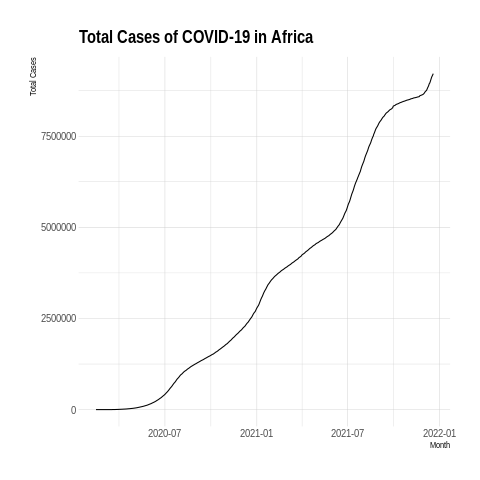 Total Cases of COVID-19 in Africa
Total Cases
7500000
5000000
2500000
0
2020-07
2021-01
2021-07
2022-01
Month